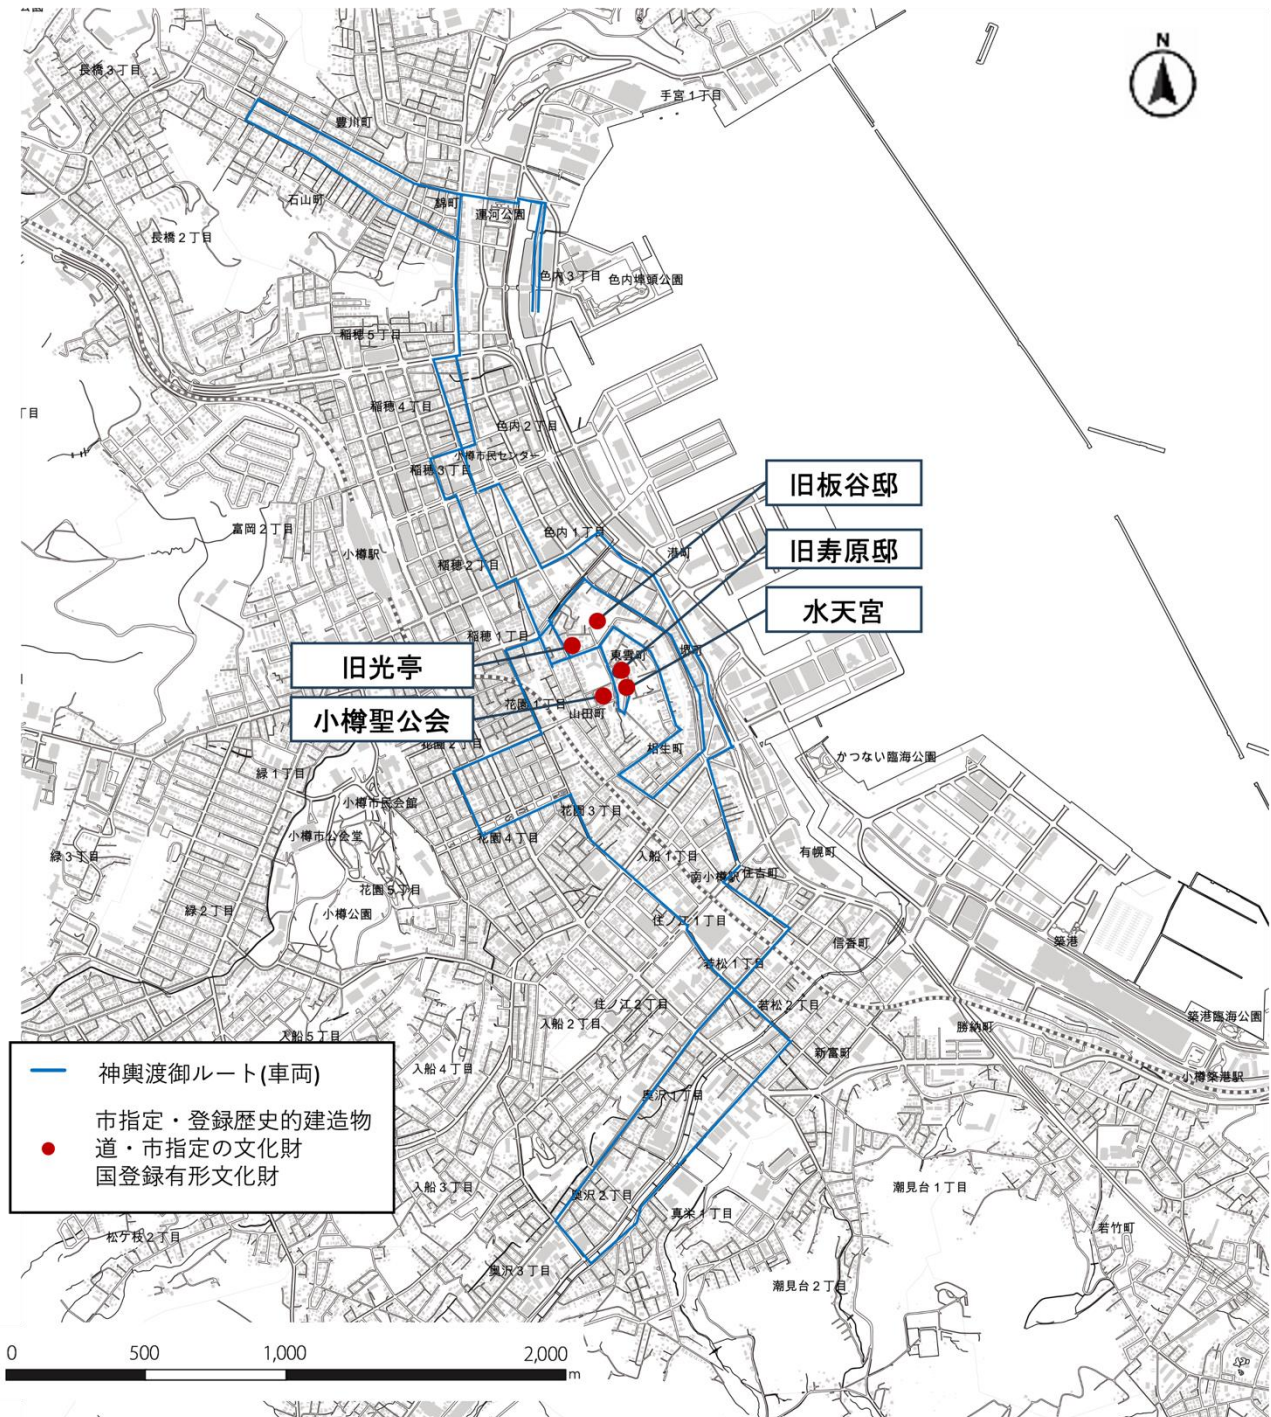 公園
N
長橋3丁目
手宮1丁目
豊川町
石山町
錦町
運河公園
長橋2丁目
色内3丁目
色内埠頭公園
稲穂5丁目
丁目
稲穂4丁目
色内2丁目
小樽市民センター
稲穂3丁目
旧板谷邸
富岡2丁目
色内1丁目
小樽駅
港町
旧寿原邸
稲穂2丁目
水天宮
稲穂1丁目
東雲町
堺町
旧光亭
花園1丁目
山田町
小樽聖公会
花園2丁目
相生町
かつない臨海公園
緑1丁目
小樽市民会館
花園3丁目
小樽市公会堂
花園4丁目
緑3丁目
入船1丁目
有幌町
南小樽駅
住吉町
花園5丁目
緑2丁目
小樽公園
住ノ江1丁目
信香町
築港
若松1丁目
住ノ江2丁目
若松2丁目
築港臨海公園
入船2丁目
勝納町
入船5丁目
新富町
小樽築港駅
入船4丁目
神輿渡御ルート(車両)
奥沢1丁目
市指定・登録歴史的建造物
道・市指定の文化財
国登録有形文化財
入船3丁目
潮見台1丁目
奥沢2丁目
真栄1丁目
若竹町
松ケ枝2丁目
奥沢3丁目
潮見台2丁目
0 500 1,000 2,000
m